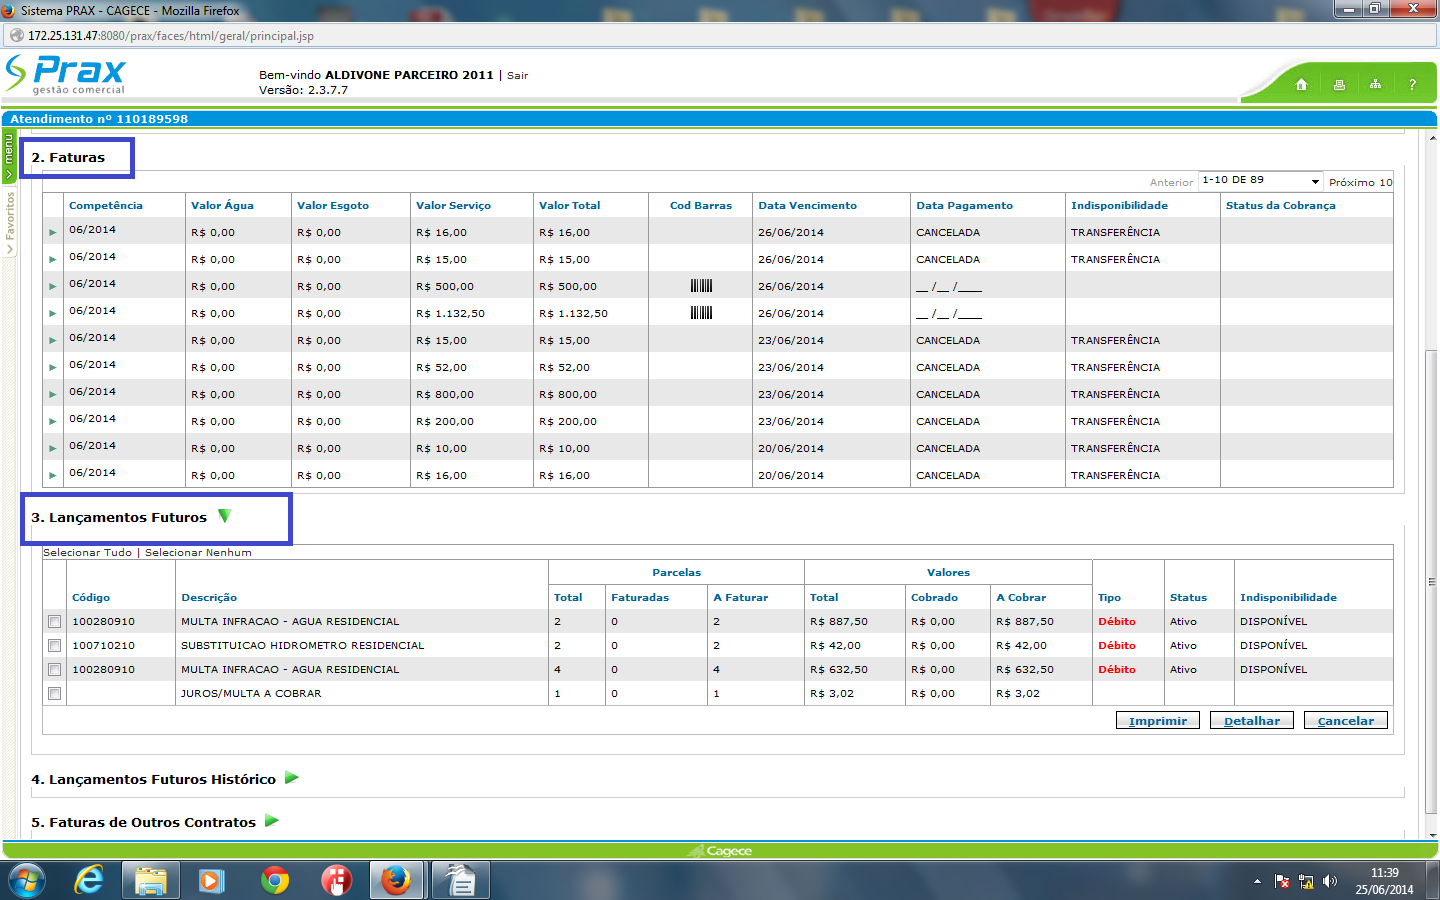 Sistema PRAX - CAGECE - Mozilla Firefox
172.25.131.47:8080/prax/faces/html/geral/principal.jsp
Prax
gestão comercial
Bem-vindo ALDIVONE PARCEIRO 2011 | Sair
Versão: 2.3.7.7
?
Atendimento nº 110189598
menu
Favoritos
2. Faturas
Anterior 1-10 DE 89 Próximo 10
Competência Valor Água Valor Esgoto Valor Serviço Valor Total Cod Barras Data Vencimento Data Pagamento Indisponibilidade Status da Cobrança
06/2014 R$ 0,00 R$ 0,00 R$ 16,00 R$ 16,00 26/06/2014 CANCELADA TRANSFERÊNCIA
06/2014 R$ 0,00 R$ 0,00 R$ 15,00 R$ 15,00 26/06/2014 CANCELADA TRANSFERÊNCIA
06/2014 R$ 0,00 R$ 0,00 R$ 500,00 R$ 500,00 26/06/2014 __ /__ /____
06/2014 R$ 0,00 R$ 0,00 R$ 1.132,50 R$ 1.132,50 26/06/2014 __ /__ /____
06/2014 R$ 0,00 R$ 0,00 R$ 15,00 R$ 15,00 23/06/2014 CANCELADA TRANSFERÊNCIA
06/2014 R$ 0,00 R$ 0,00 R$ 52,00 R$ 52,00 23/06/2014 CANCELADA TRANSFERÊNCIA
06/2014 R$ 0,00 R$ 0,00 R$ 800,00 R$ 800,00 23/06/2014 CANCELADA TRANSFERÊNCIA
06/2014 R$ 0,00 R$ 0,00 R$ 200,00 R$ 200,00 23/06/2014 CANCELADA TRANSFERÊNCIA
06/2014 R$ 0,00 R$ 0,00 R$ 10,00 R$ 10,00 20/06/2014 CANCELADA TRANSFERÊNCIA
06/2014 R$ 0,00 R$ 0,00 R$ 16,00 R$ 16,00 20/06/2014 CANCELADA TRANSFERÊNCIA
3. Lançamentos Futuros
Selecionar Tudo | Selecionar Nenhum
Parcelas Valores
Código Descrição Total Faturadas A Faturar Total Cobrado A Cobrar Tipo Status Indisponibilidade
100280910 MULTA INFRACAO - AGUA RESIDENCIAL 2 0 2 R$ 887,50 R$ 0,00 R$ 887,50 Débito Ativo DISPONÍVEL
100710210 SUBSTITUICAO HIDROMETRO RESIDENCIAL 2 0 2 R$ 42,00 R$ 0,00 R$ 42,00 Débito Ativo DISPONÍVEL
100280910 MULTA INFRACAO - AGUA RESIDENCIAL 4 0 4 R$ 632,50 R$ 0,00 R$ 632,50 Débito Ativo DISPONÍVEL
JUROS/MULTA A COBRAR 1 0 1 R$ 3,02 R$ 0,00 R$ 3,02
Imprimir Detalhar Cancelar
4. Lançamentos Futuros Histórico
5. Faturas de Outros Contratos
Cagece
11:39
25/06/2014